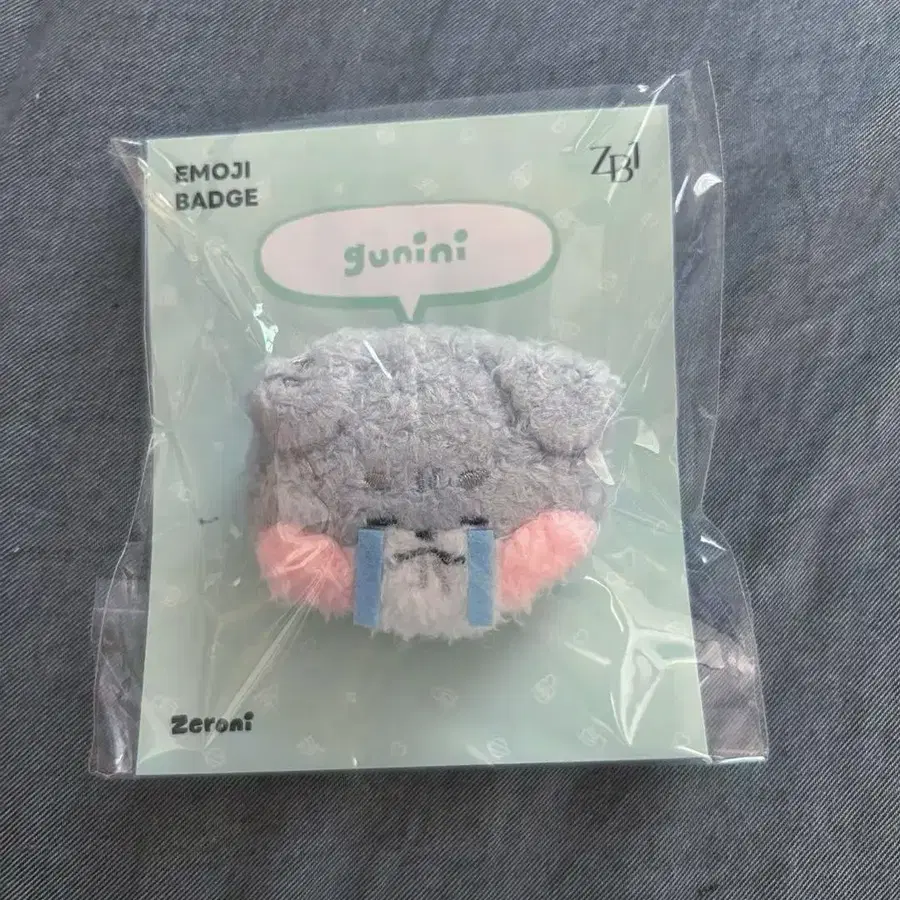 EMOJI
BADGE
ZB1
gunini
Zeroni